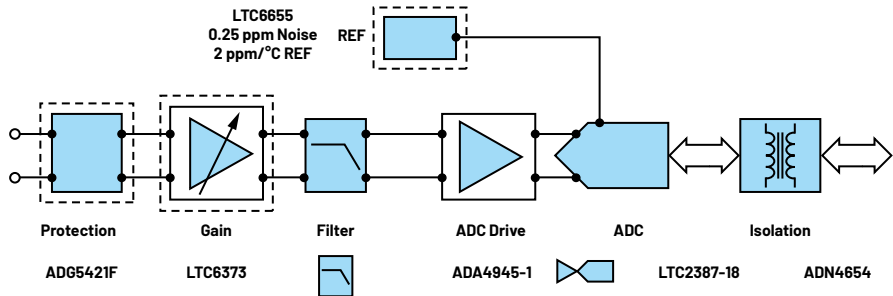 LTC6655
0.25 ppm Noise
2 ppm/°C REF
REF
Protection
Gain
Filter
ADC Drive
ADC
Isolation
ADG5421F
LTC6373
ADA4945-1
LTC2387-18
ADN4654